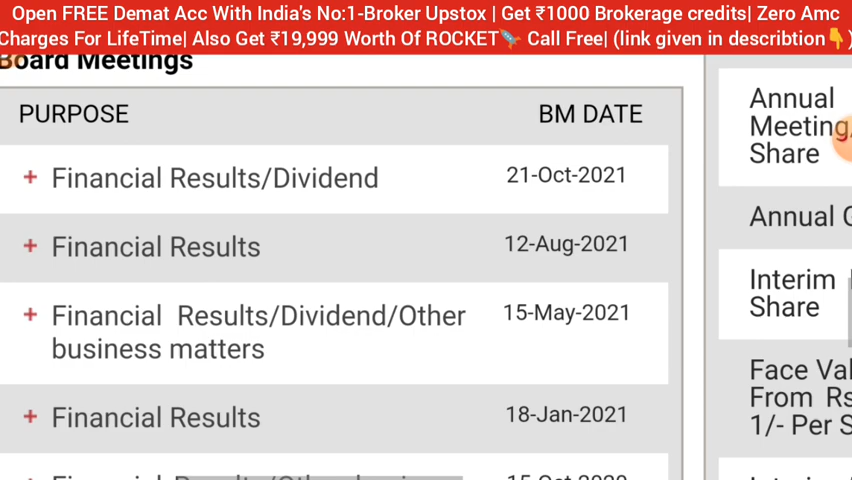 Open FREE Demat Acc With India's No:1-Broker Upstox | Get ₹1000 Brokerage credits| Zero Amc
Charges For LifeTime| Also Get ₹19,999 Worth Of ROCKET🚀 Call Free| (link given in describtion👇)
Board Meetings
PURPOSE BM DATE
+ Financial Results/Dividend 21-Oct-2021
+ Financial Results 12-Aug-2021
+ Financial Results/Dividend/Other 15-May-2021
business matters
+ Financial Results 18-Jan-2021
Annual
Meeting
Share
Annual G
Interim
Share
Face Val
From Rs
1/- Per S